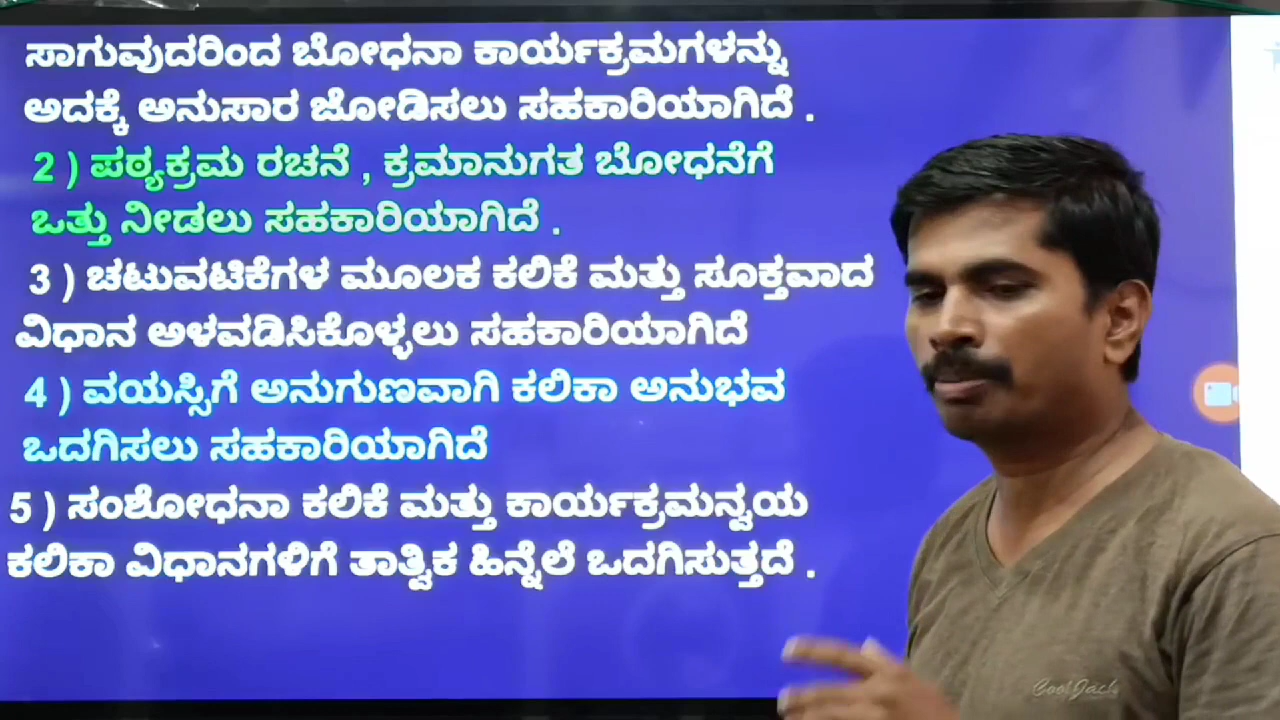 ಸಾಗುವುದರಿಂದ ಬೋಧನಾ ಕಾರ್ಯಕ್ರಮಗಳನ್ನು
ಅದಕ್ಕೆ ಅನುಸಾರ ಜೋಡಿಸಲು ಸಹಕಾರಿಯಾಗಿದೆ .
2 ) ಪಠ್ಯಕ್ರಮ ರಚನೆ , ಕ್ರಮಾನುಗತ ಬೋಧನೆಗೆ
ಒತ್ತು ನೀಡಲು ಸಹಕಾರಿಯಾಗಿದೆ .
3 ) ಚಟುವಟಿಕೆಗಳ ಮೂಲಕ ಕಲಿಕೆ ಮತ್ತು ಸೂಕ್ತವಾದ
ವಿಧಾನ ಅಳವಡಿಸಿಕೊಳ್ಳಲು ಸಹಕಾರಿಯಾಗಿದೆ
4 ) ವಯಸ್ಸಿಗೆ ಅನುಗುಣವಾಗಿ ಕಲಿಕಾ ಅನುಭವ
ಒದಗಿಸಲು ಸಹಕಾರಿಯಾಗಿದೆ
5 ) ಸಂಶೋಧನಾ ಕಲಿಕೆ ಮತ್ತು ಕಾರ್ಯಕ್ರಮನ್ವಯ
ಕಲಿಕಾ ವಿಧಾನಗಳಿಗೆ ತಾತ್ವಿಕ ಹಿನ್ನೆಲೆ ಒದಗಿಸುತ್ತದೆ .
Cool Jack